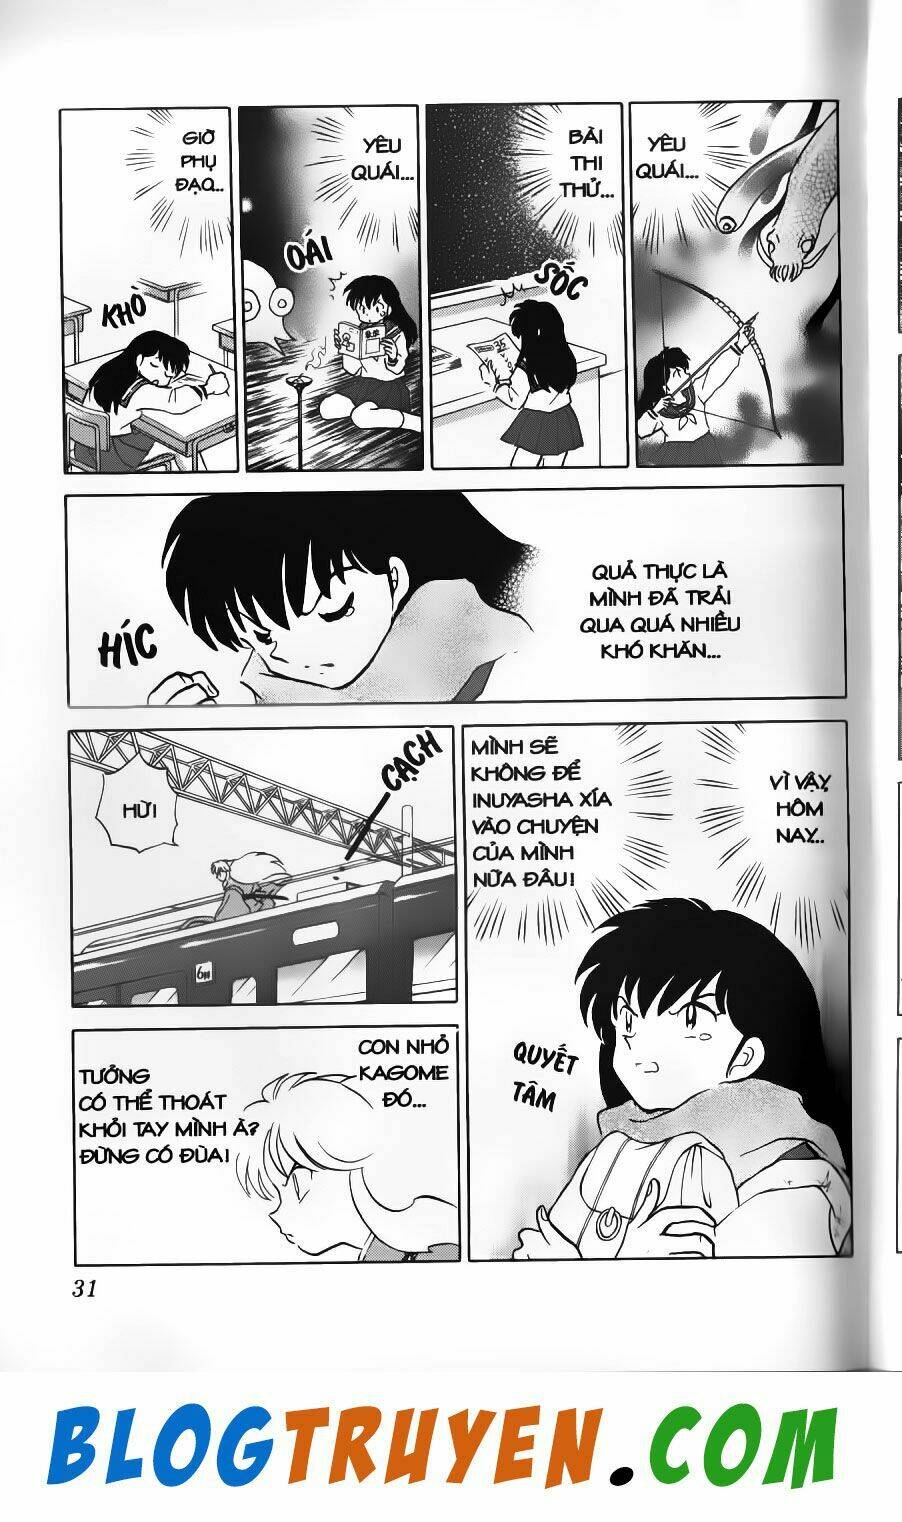 YÊU
QUÁI...
BÀI
THI
THỬ...
SỐC
YÊU
QUÁI...
OÁI
GIỜ
PHỤ
ĐẠO...
KHÒ
QUẢ THỰC LÀ
MÌNH ĐÃ TRẢI
QUA QUÁ NHIỀU
KHÓ KHĂN...
HÍC
VÌ VẬY,
HÔM
NAY...
MÌNH SẼ
KHÔNG ĐỂ
INUYASHA XÍA
VÀO CHUYỆN
CỦA MÌNH
NỮA ĐÂU!
QUYẾT
TÂM
CẠCH
HỪ!
6
CON NHỎ
KAGOME
ĐÓ...
TƯỞNG
CÓ THỂ THOÁT
KHỎI TAY MÌNH À?
ĐỪNG CÓ ĐÙA!
31
BLOGTRUYEN.COM